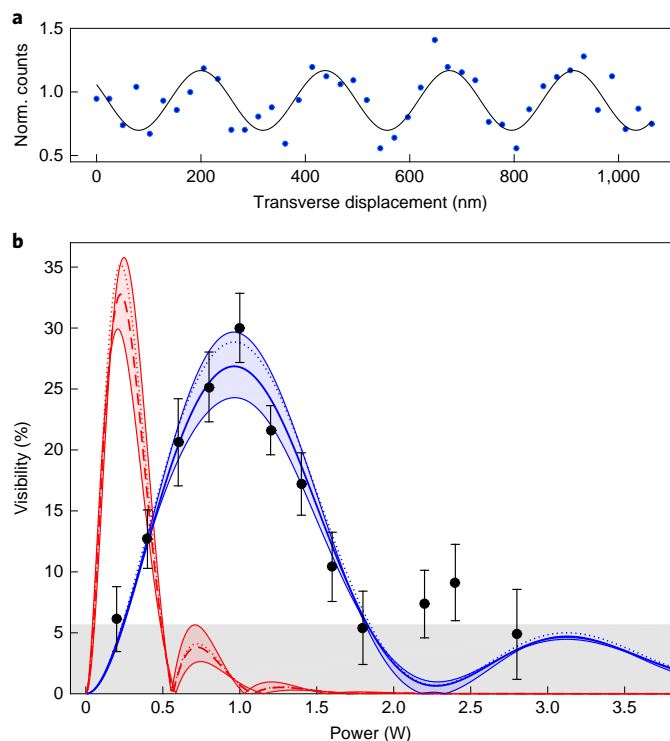 a
1.5
1.0
0.5
Norm. counts
0 200 400 600 800 1,000
Transverse displacement (nm)
b
35
30
25
20
15
10
5
0
Visibility (%)
0 0.5 1.0 1.5 2.0 2.5 3.0 3.5
Power (W)